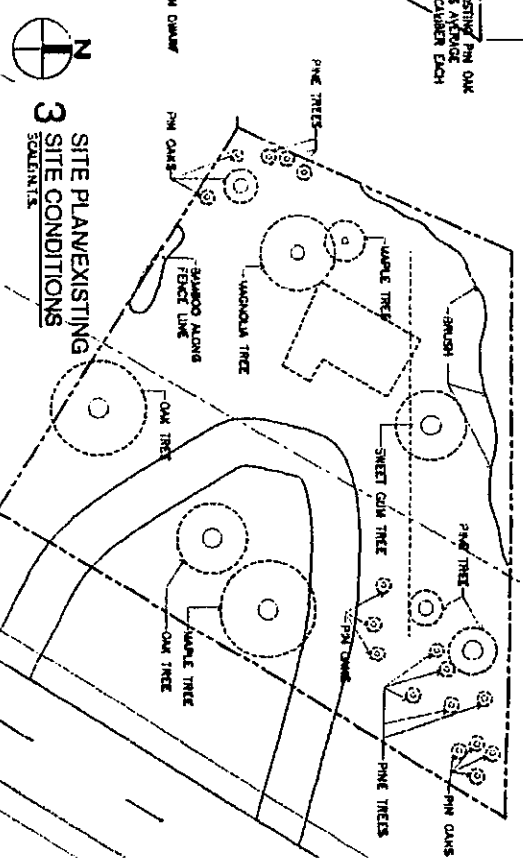 PIN OAK
AVERAGE
EACH
DWARF
PINE TREES
PIN OAKS
MAPLE TREE
MAGNOLIA TREE
BRUSH
BAMBOO ALONG
FENCE LINE
OAK TREE
SWEET GUM TREE
PINE TREE
PIN OAKS
MAPLE TREE
OAK TREE
PINE TREES
PIN OAKS
N
3
SITE PLAN/EXISTING
SITE CONDITIONS
SCALE: N.T.S.